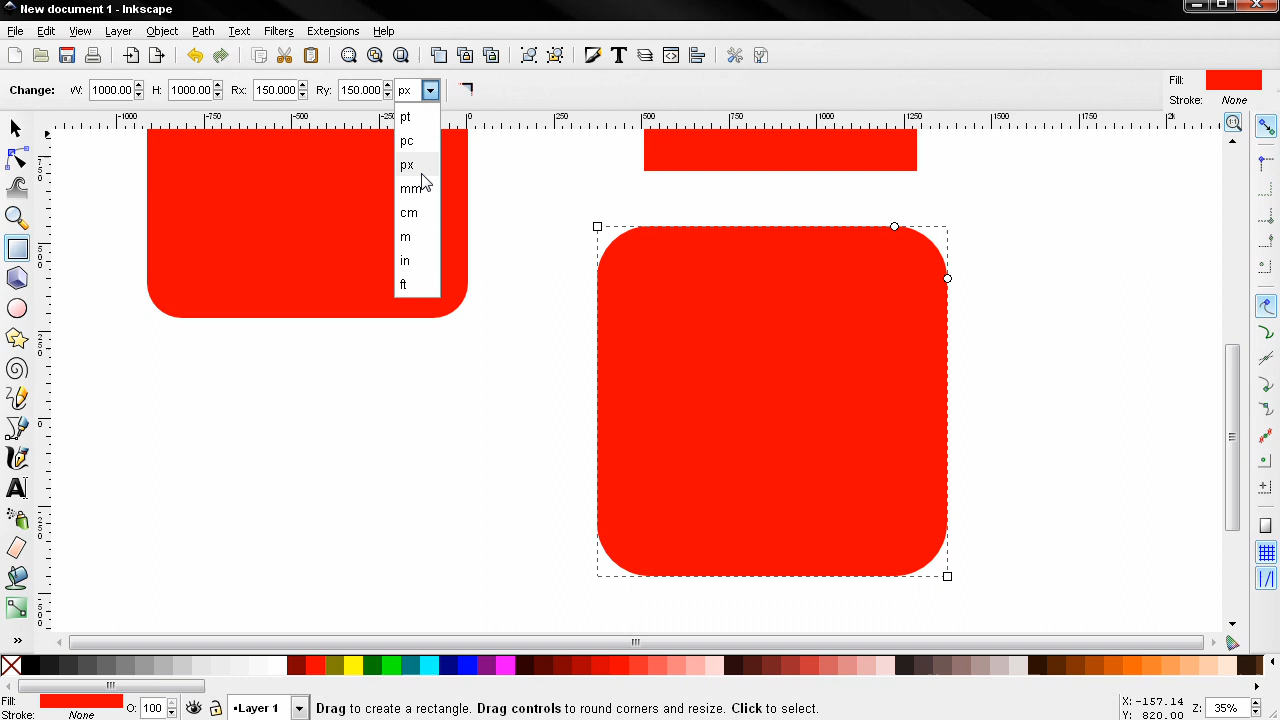 New document 1 - Inkscape
File Edit View Layer Object Path Text Filters Extensions Help
Change: W: 1000.00 H: 1000.00 Rx: 150.000 Ry: 150.000 px
Fill:
Stroke: None
pt
pc
px
mm
cm
m
in
ft
-1000 -750 -500 0 250 500 750 1000 1250 1500 1750
Fill:
Stroke: None
O: 100
•Layer 1
Drag to create a rectangle. Drag controls to round corners and resize. Click to select.
X: -157.14
Y: 820.00
Z: 35%